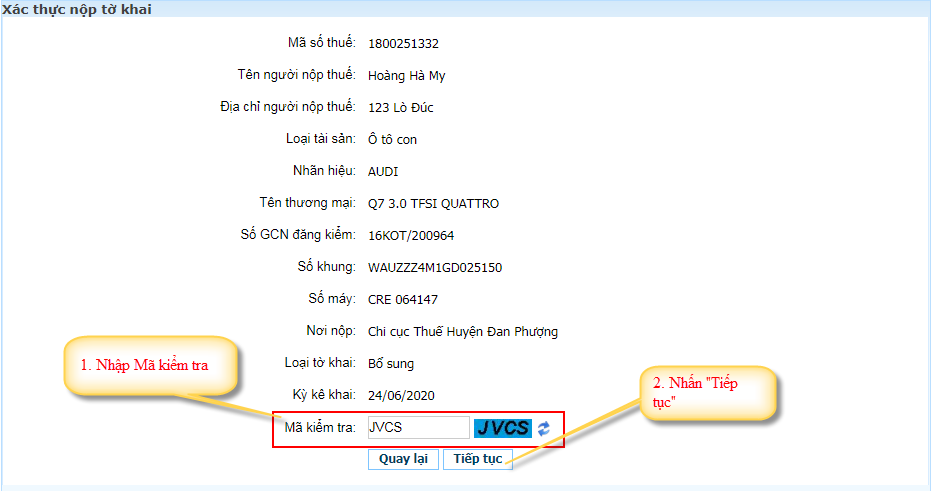 Xác thực nộp tờ khai
Mã số thuế: 1800251332
Tên người nộp thuế: Hoàng Hà My
Địa chỉ người nộp thuế: 123 Lò Đúc
Loại tài sản: Ô tô con
Nhãn hiệu: AUDI
Tên thương mại: Q7 3.0 TFSI QUATTRO
Số GCN đăng kiểm: 16KOT/200964
Số khung: WAUZZZ4M1GD025150
Số máy: CRE 064147
Nơi nộp: Chi cục Thuế Huyện Đan Phượng
1. Nhập Mã kiểm tra
Loại tờ khai: Bổ sung
2. Nhấn "Tiếp
tục"
Kỳ kê khai: 24/06/2020
Mã kiểm tra: JVCS JVCS
Quay lại Tiếp tục